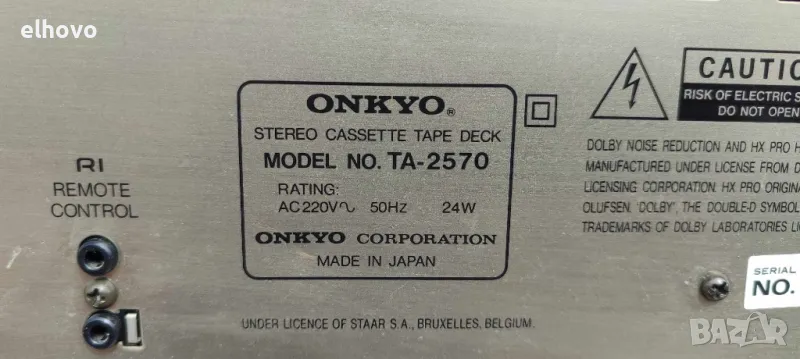 elhovo
ONKYO®
STEREO CASSETTE TAPE DECK
MODEL NO. TA-2570
RATING:
AC220V∿ 50Hz 24W
ONKYO CORPORATION
MADE IN JAPAN
UNDER LICENCE OF STAAR S.A., BRUXELLES, BELGIUM.
RI
REMOTE
CONTROL
CAUTIO
RISK OF ELECTRIC S
DO NOT OPEN
DOLBY NOISE REDUCTION AND HX PRO H
MANUFACTURED UNDER LICENSE FROM D
LICENSING CORPORATION. HX PRO ORIGINA
OLUFSEN. 'DOLBY', THE DOUBLE-D SYMBOL
TRADEMARKS OF DOLBY LABORATORIES LI
SERIAL
NO.
BAZAR